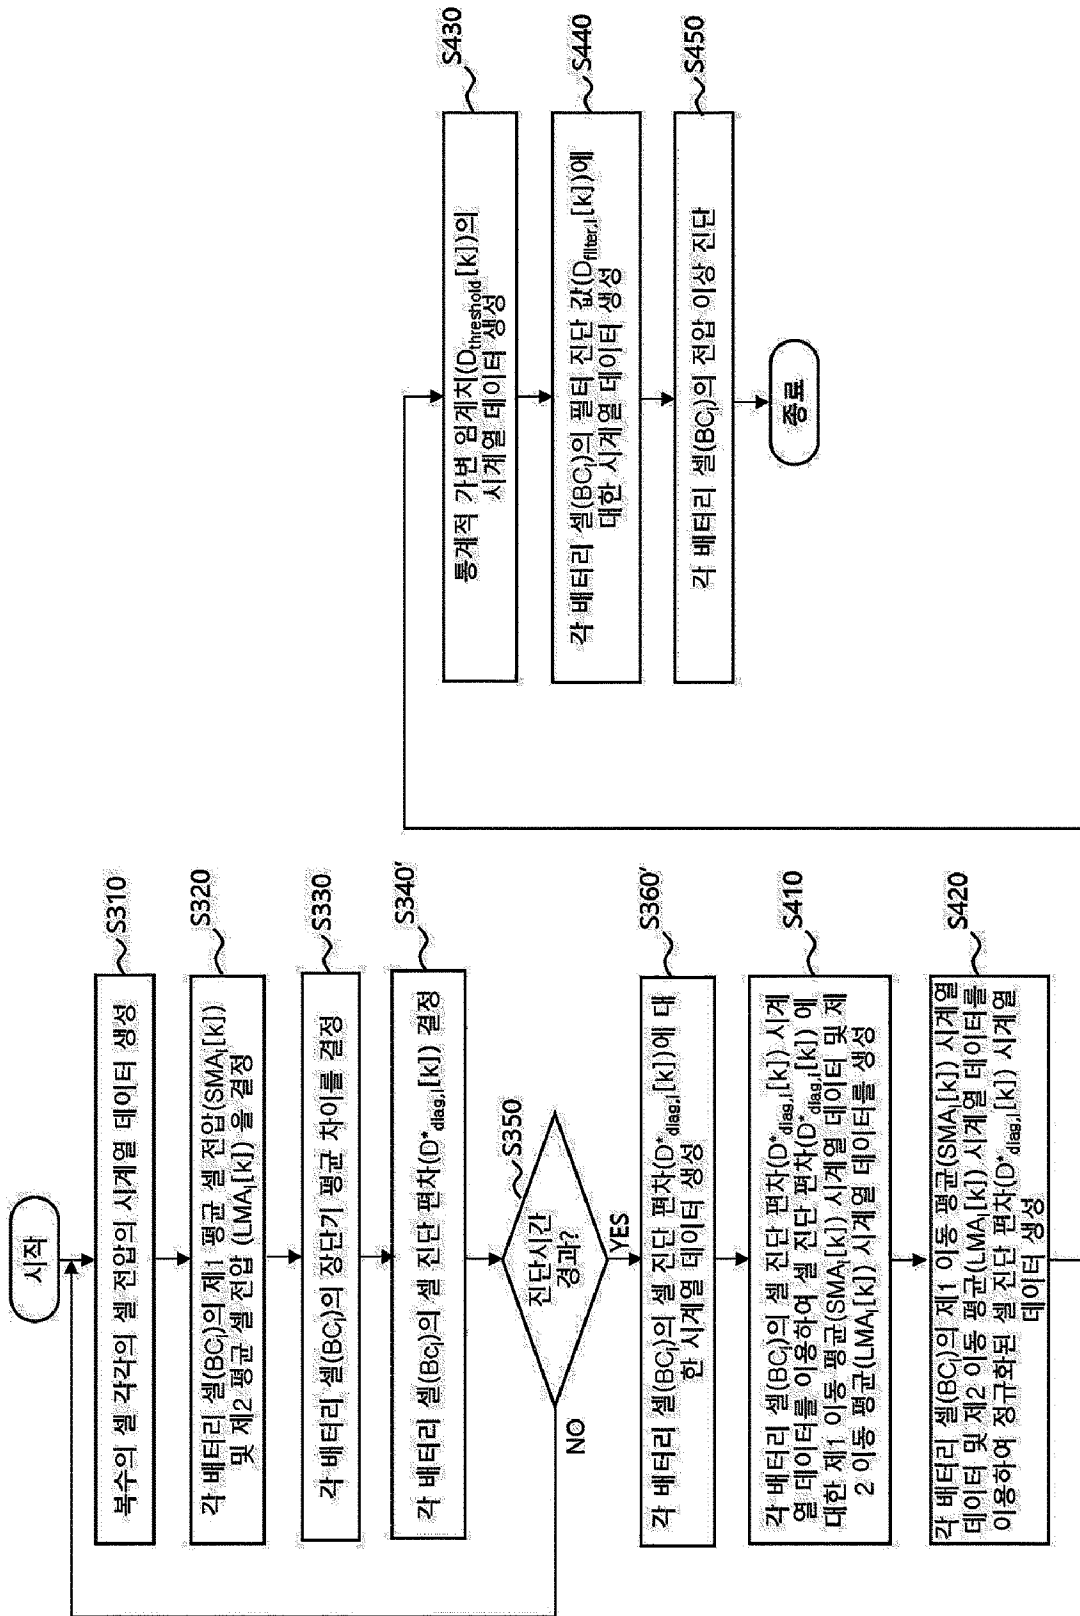 시작
복수의 셀 각각의 셀 전압의 시계열 데이터 생성
S310
각 배터리 셀(BCi)의 제1 평균 셀 전압(SMAi[k])
및 제2 평균 셀 전압 (LMAi[k]) 을 결정
S320
각 배터리 셀(BCi)의 장단기 평균 차이를 결정
S330
각 배터리 셀(Bci)의 셀 진단 편차(D*diag,i[k]) 결정
S340'
진단시간
경과?
S350
NO
YES
각 배터리 셀(BCi)의 셀 진단 편차(D*diag,i[k])에 대
한 시계열 데이터 생성
S360'
각 배터리 셀(BCi)의 셀 진단 편차(D*diag,i[k]) 시계
열 데이터를 이용하여 셀 진단 편차(D*diag,i[k]) 에
대한 제1 이동 평균(SMAi[k]) 시계열 데이터 및 제
2 이동 평균(LMAi[k]) 시계열 데이터를 생성
S410
각 배터리 셀(BCi)의 제1 이동 평균(SMAi[k]) 시계열
데이터 및 제2 이동 평균(LMAi[k]) 시계열 데이터를
이용하여 정규화된 셀 진단 편차(D*diag,i[k]) 시계열
데이터 생성
S420
통계적 가변 임계치(Dthreshold[k])의
시계열 데이터 생성
S430
각 배터리 셀(BCi)의 필터 진단 값(Dfilter,i[k])에
대한 시계열 데이터 생성
S440
각 배터리 셀(BCi)의 전압 이상 진단
S450
종료